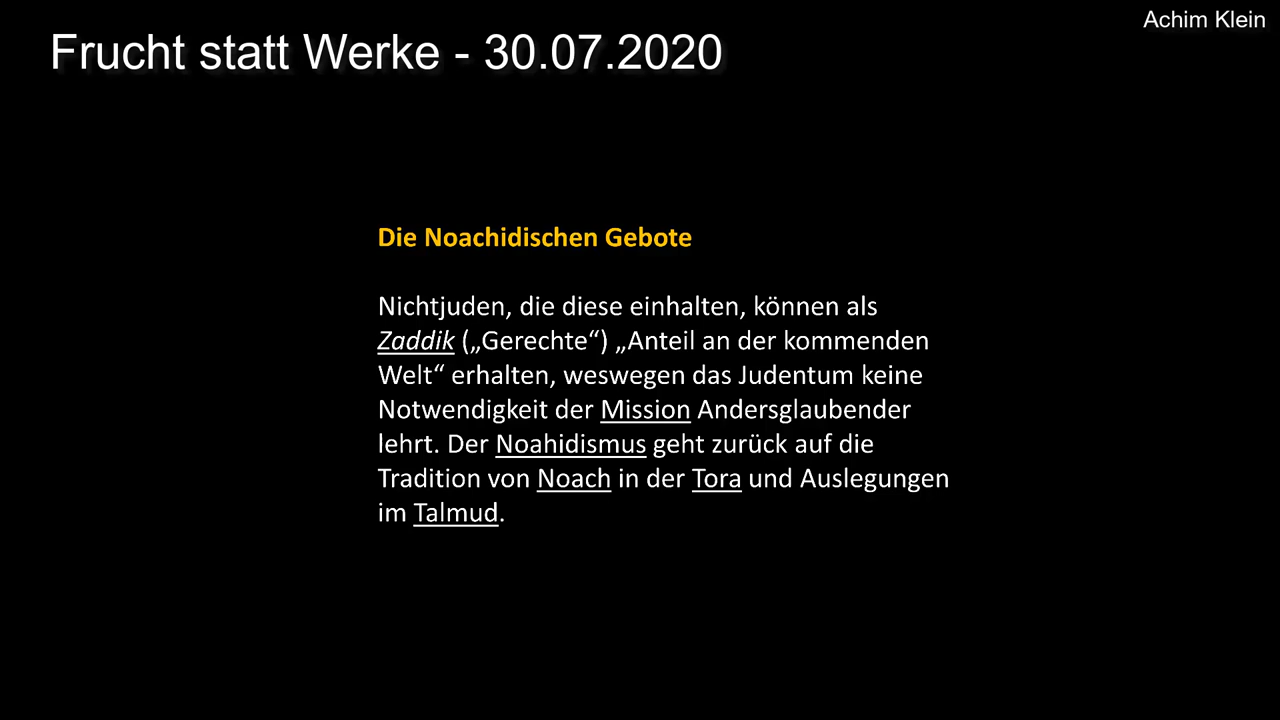 Achim Klein
Frucht statt Werke - 30.07.2020
Die Noachidischen Gebote
Nichtjuden, die diese einhalten, können als
Zaddik („Gerechte“) „Anteil an der kommenden
Welt“ erhalten, weswegen das Judentum keine
Notwendigkeit der Mission Andersglaubender
lehrt. Der Noahidismus geht zurück auf die
Tradition von Noach in der Tora und Auslegungen
im Talmud.